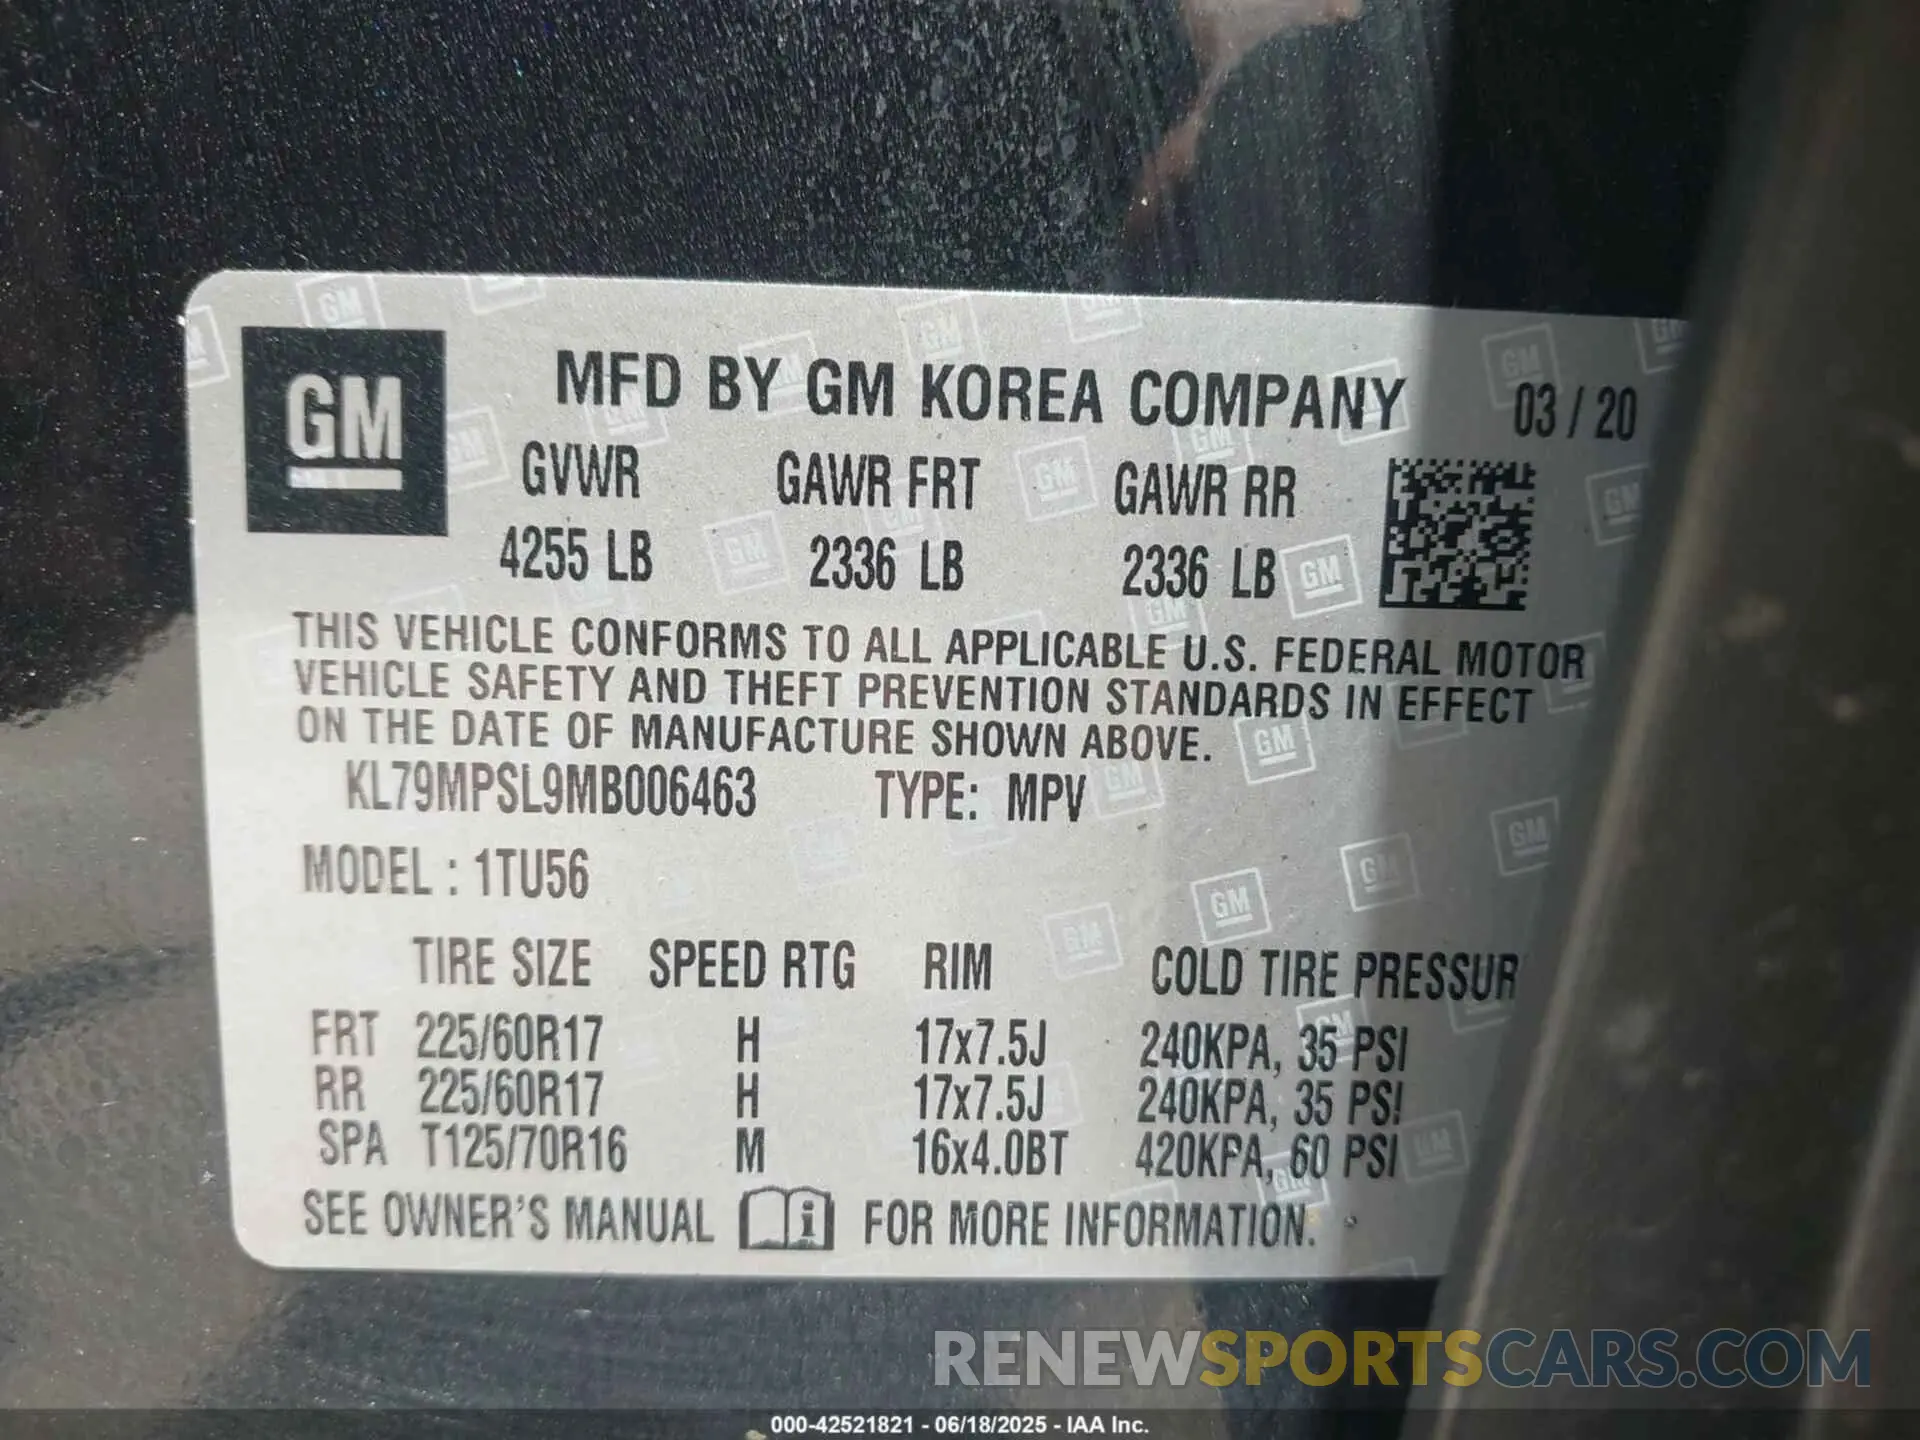 GM
MFD BY GM KOREA COMPANY 03 / 20
GVWR GAWR FRT GAWR RR
4255 LB 2336 LB 2336 LB
THIS VEHICLE CONFORMS TO ALL APPLICABLE U.S. FEDERAL MOTOR
VEHICLE SAFETY AND THEFT PREVENTION STANDARDS IN EFFECT
ON THE DATE OF MANUFACTURE SHOWN ABOVE.
KL79MPSL9MB006463 TYPE: MPV
MODEL : 1TU56
TIRE SIZE SPEED RTG RIM COLD TIRE PRESSUR
FRT 225/60R17 H 17x7.5J 240KPA, 35 PSI
RR 225/60R17 H 17x7.5J 240KPA, 35 PSI
SPA T125/70R16 M 16x4.0BT 420KPA, 60 PSI
SEE OWNER'S MANUAL i FOR MORE INFORMATION.
RENEWSPORTSCARS.COM
000-42521821 - 06/18/2025 - IAA Inc.